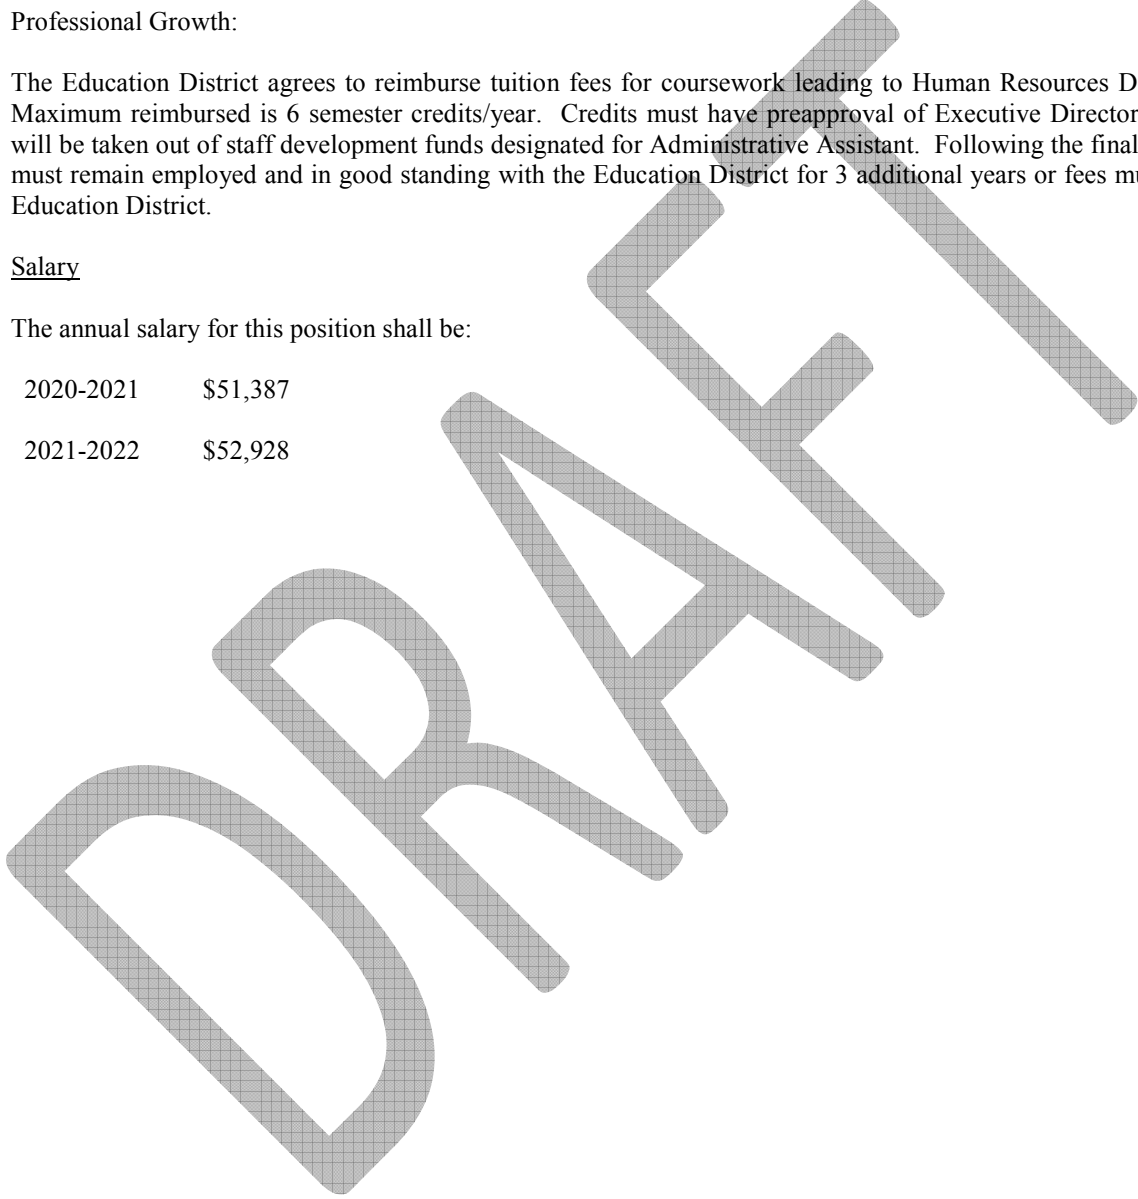 Professional Growth:
The Education District agrees to reimburse tuition fees for coursework leading to Human Resources D
Maximum reimbursed is 6 semester credits/year. Credits must have preapproval of Executive Director
will be taken out of staff development funds designated for Administrative Assistant. Following the final
must remain employed and in good standing with the Education District for 3 additional years or fees mu
Education District.
Salary
The annual salary for this position shall be:
2020-2021 $51,387
2021-2022 $52,928
DRAFT